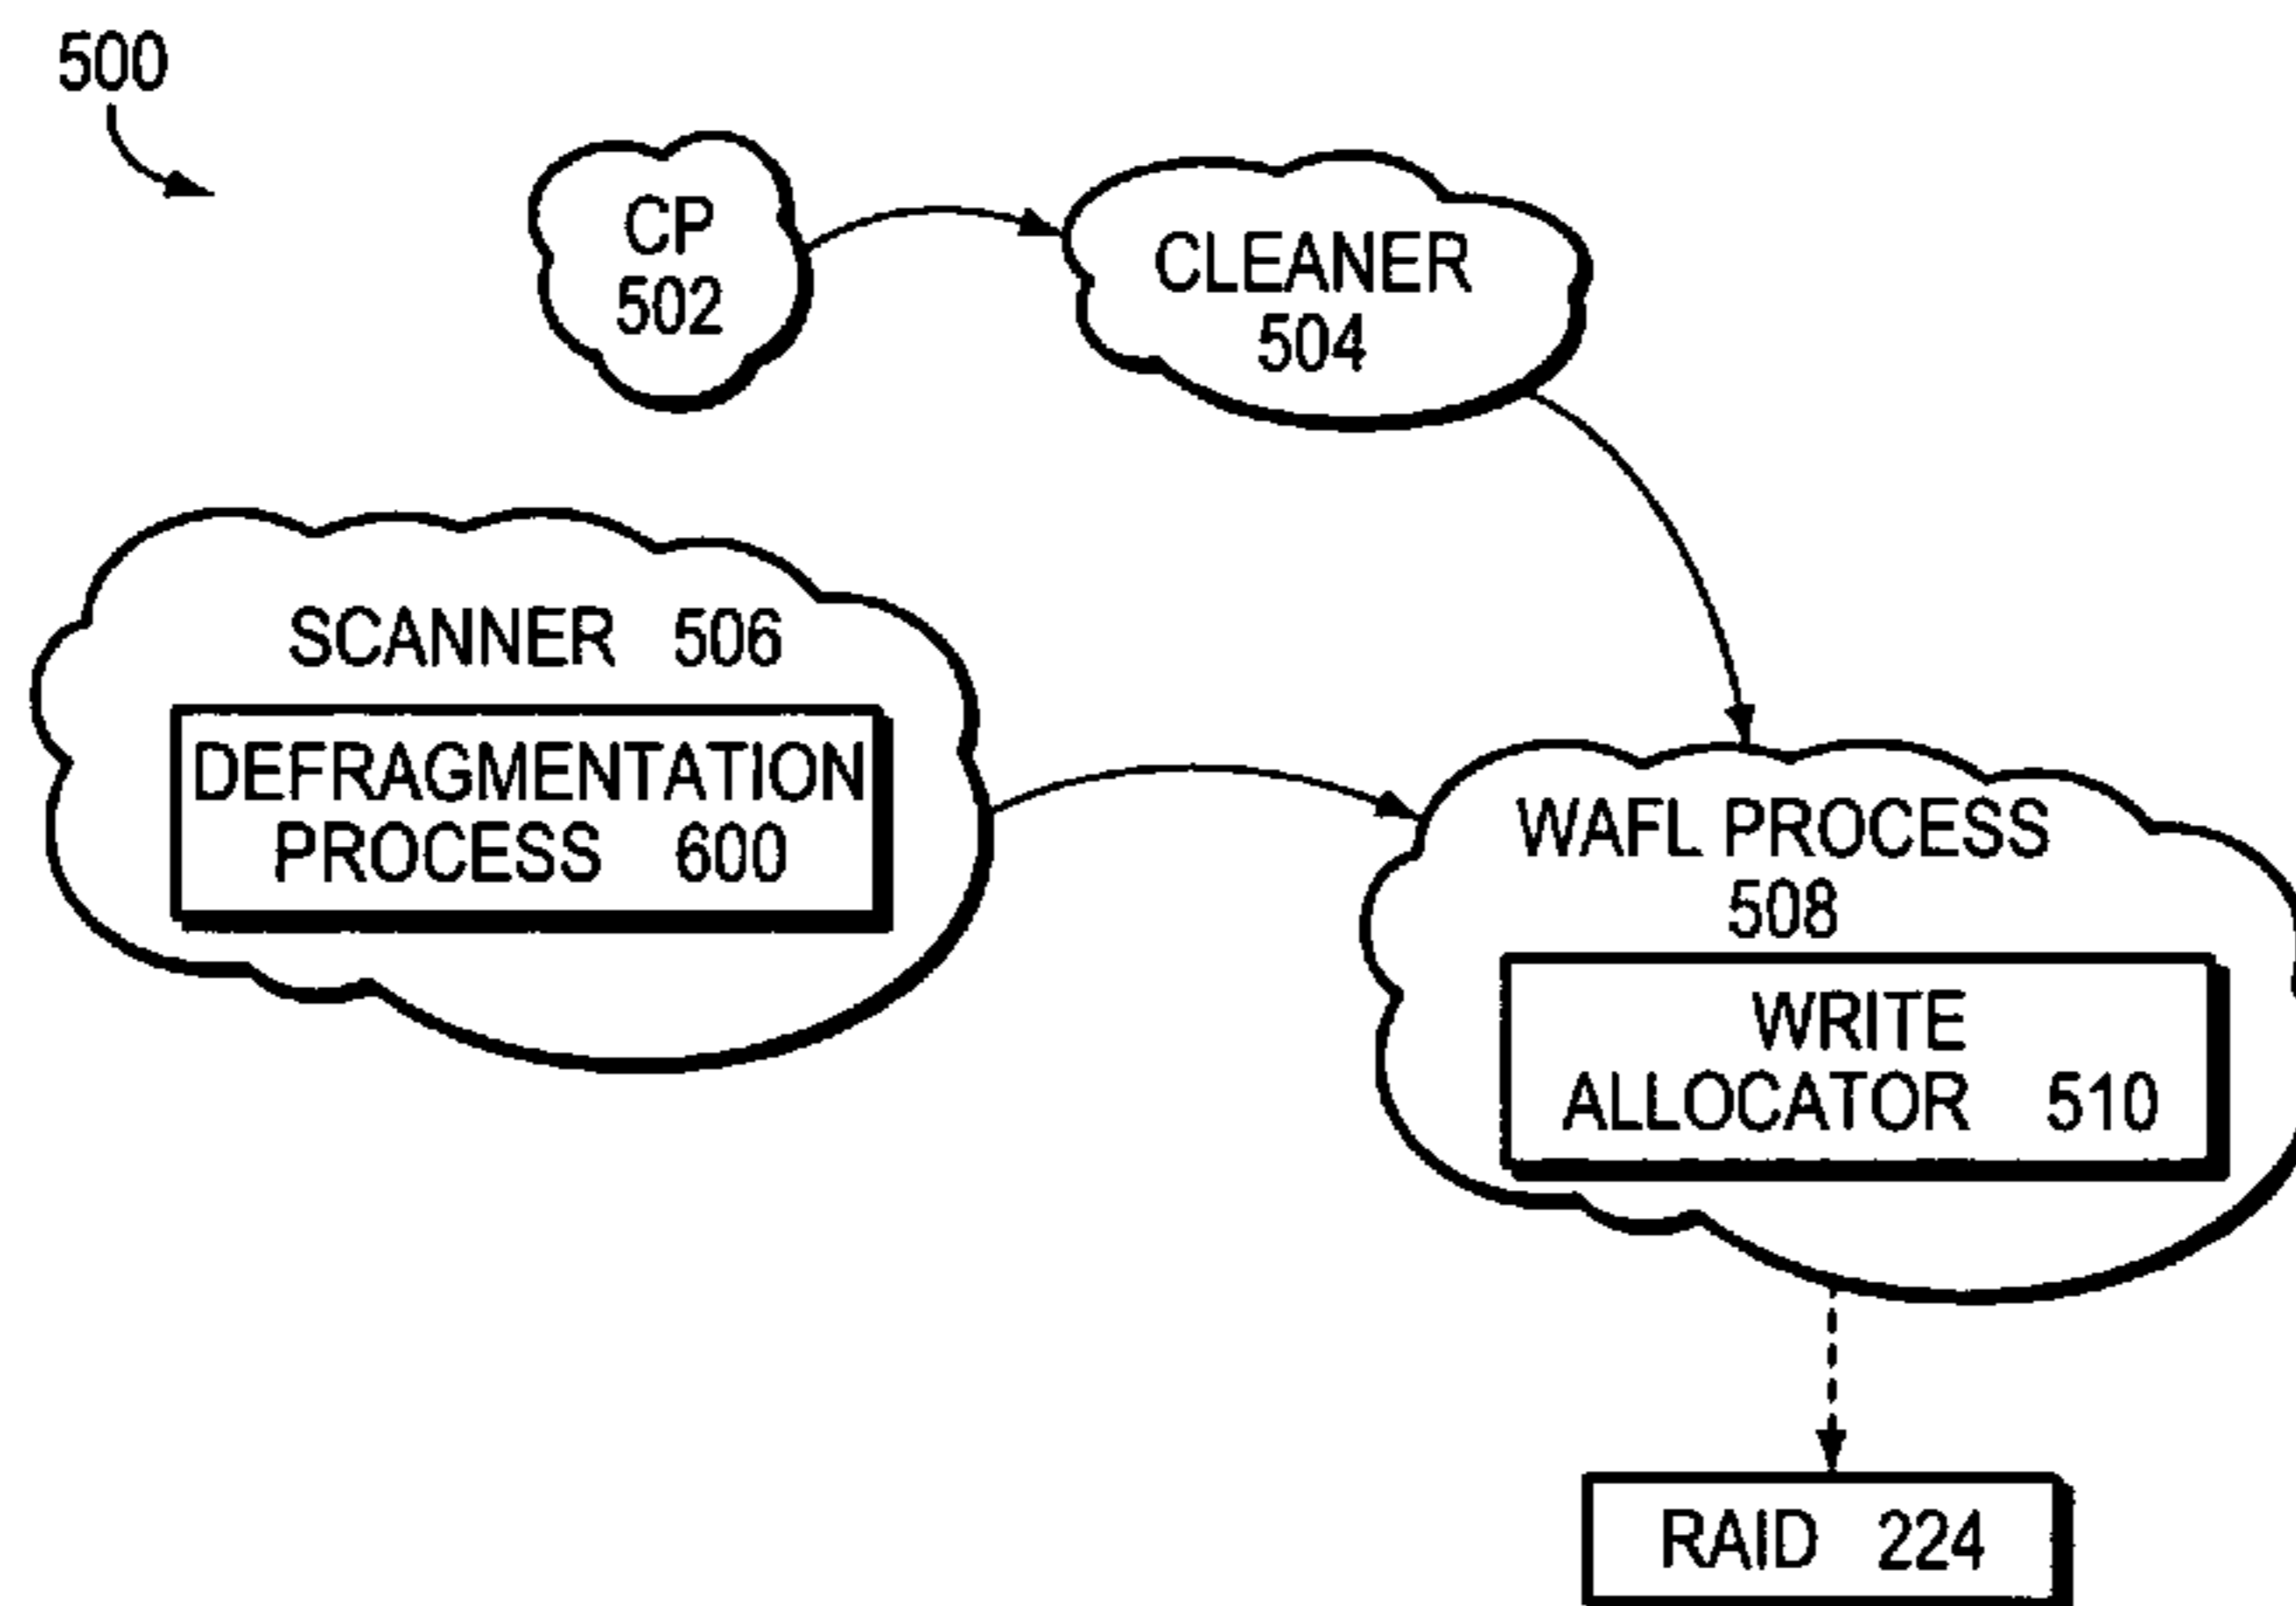 500
CP
502
CLEANER
504
SCANNER 506
DEFRAGMENTATION
PROCESS 600
WAFL PROCESS
508
WRITE
ALLOCATOR 510
RAID 224